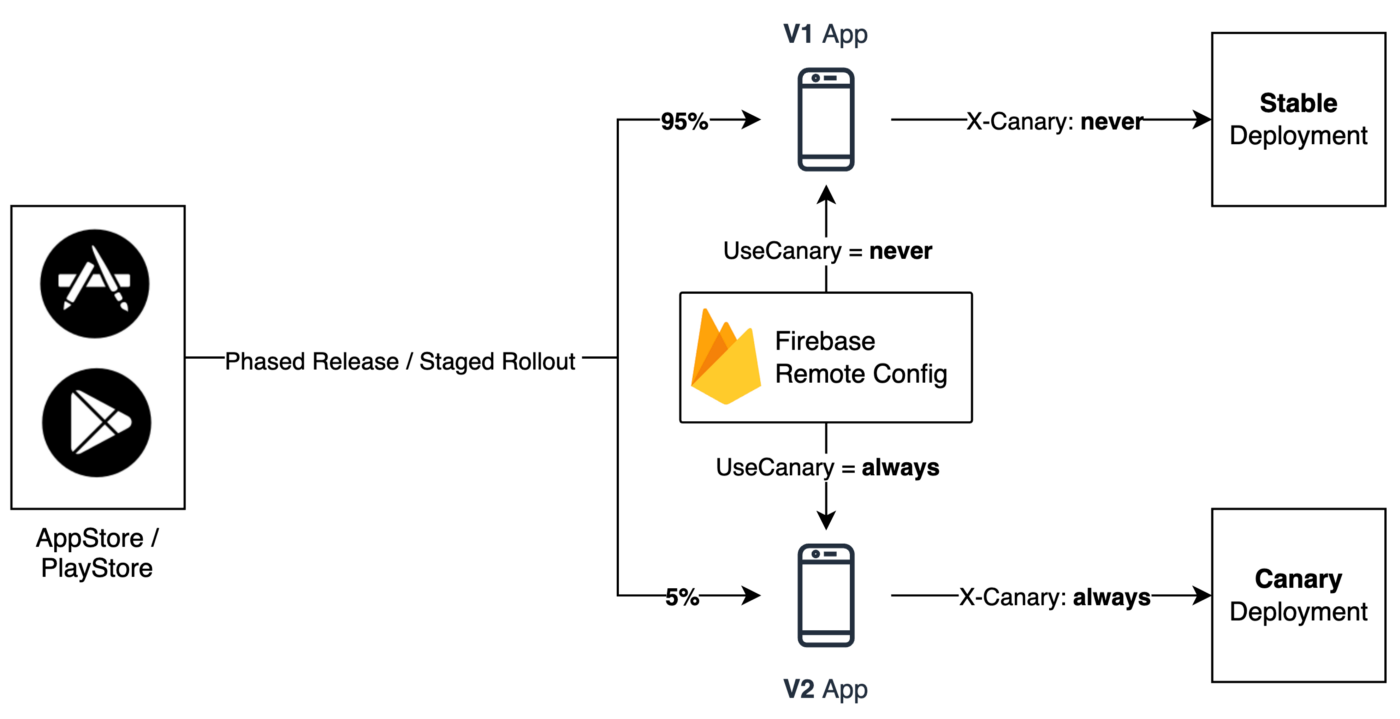 V1 App
95%
X-Canary: never
Stable
Deployment
UseCanary = never
Firebase
Remote Config
Phased Release / Staged Rollout
UseCanary = always
AppStore /
PlayStore
5%
X-Canary: always
Canary
Deployment
V2 App